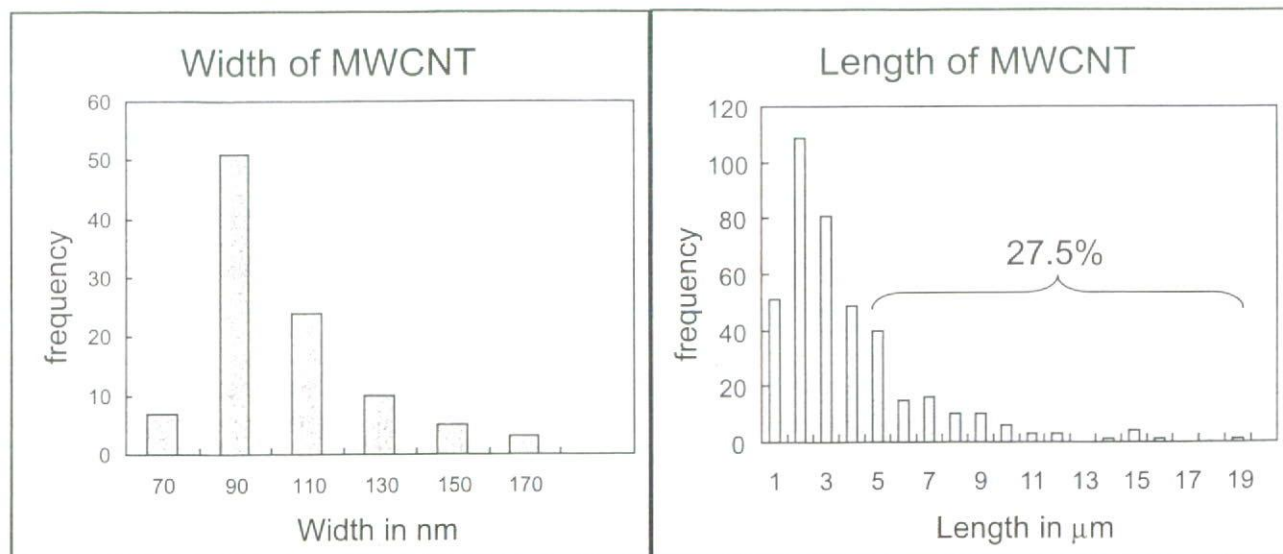 Width of MWCNT
60
50
40
30
20
10
0
frequency
70 90 110 130 150 170
Width in nm
Length of MWCNT
120
100
80
60
40
20
0
frequency
27.5%
1 3 5 7 9 11 13 15 17 19
Length in μm